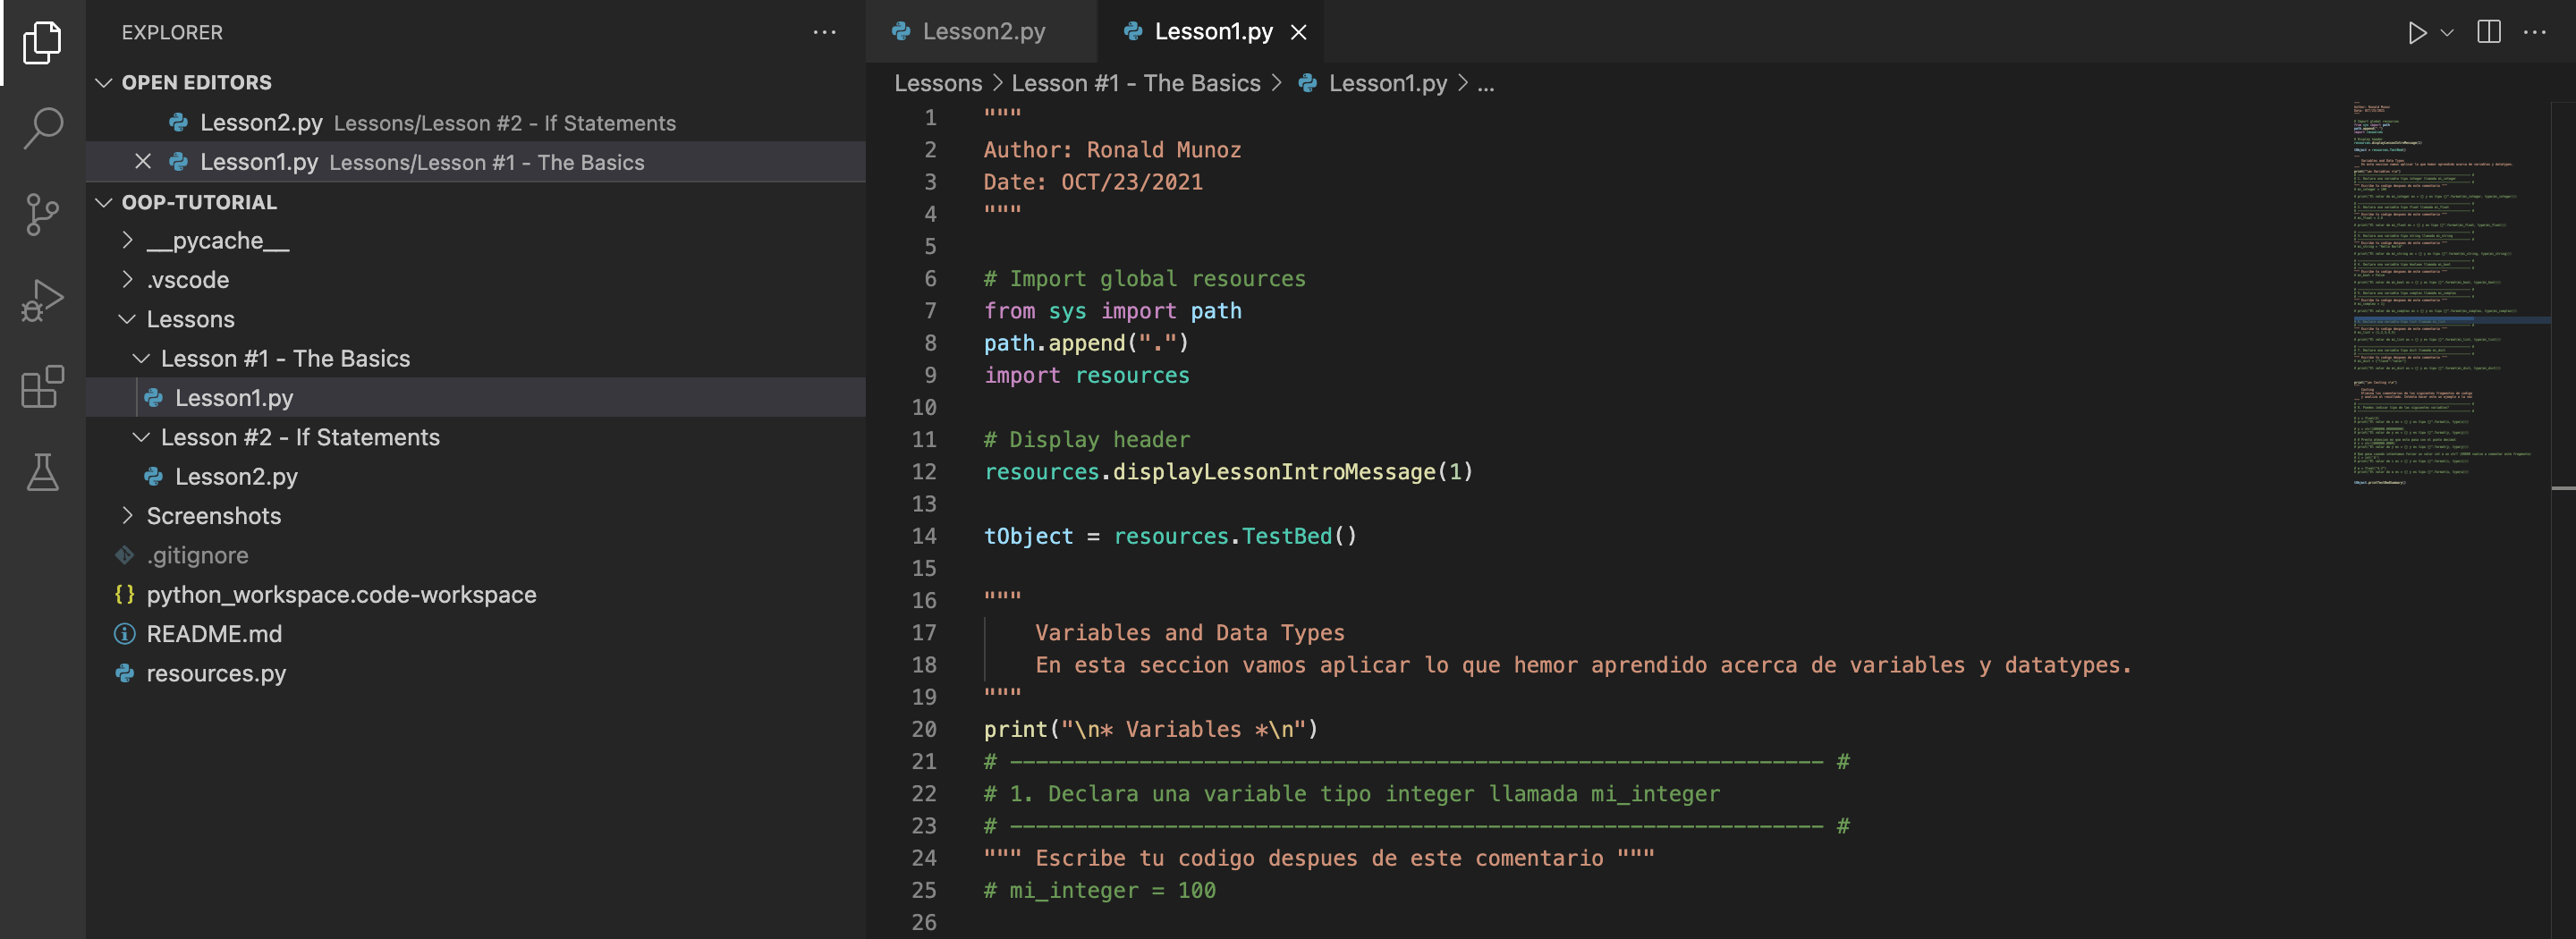 EXPLORER
OPEN EDITORS
Lesson2.py Lessons/Lesson #2 - If Statements
Lesson1.py Lessons/Lesson #1 - The Basics
OOP-TUTORIAL
__pycache__
.vscode
Lessons
Lesson #1 - The Basics
Lesson1.py
Lesson #2 - If Statements
Lesson2.py
Screenshots
.gitignore
{} python_workspace.code-workspace
README.md
resources.py
Lesson2.py
Lesson1.py
Lessons > Lesson #1 - The Basics > Lesson1.py > ...
1 """
2 Author: Ronald Munoz
3 Date: OCT/23/2021
4 """
5
6 # Import global resources
7 from sys import path
8 path.append(".")
9 import resources
10
11 # Display header
12 resources.displayLessonIntroMessage(1)
13
14 tObject = resources.TestBed()
15
16 """
17 Variables and Data Types
18 En esta seccion vamos aplicar lo que hemor aprendido acerca de variables y datatypes.
19 """
20 print("\n* Variables *\n")
21 # --------------------------------------------------------------- #
22 # 1. Declara una variable tipo integer llamada mi_integer
23 # --------------------------------------------------------------- #
24 """ Escribe tu codigo despues de este comentario """
25 # mi_integer = 100
26